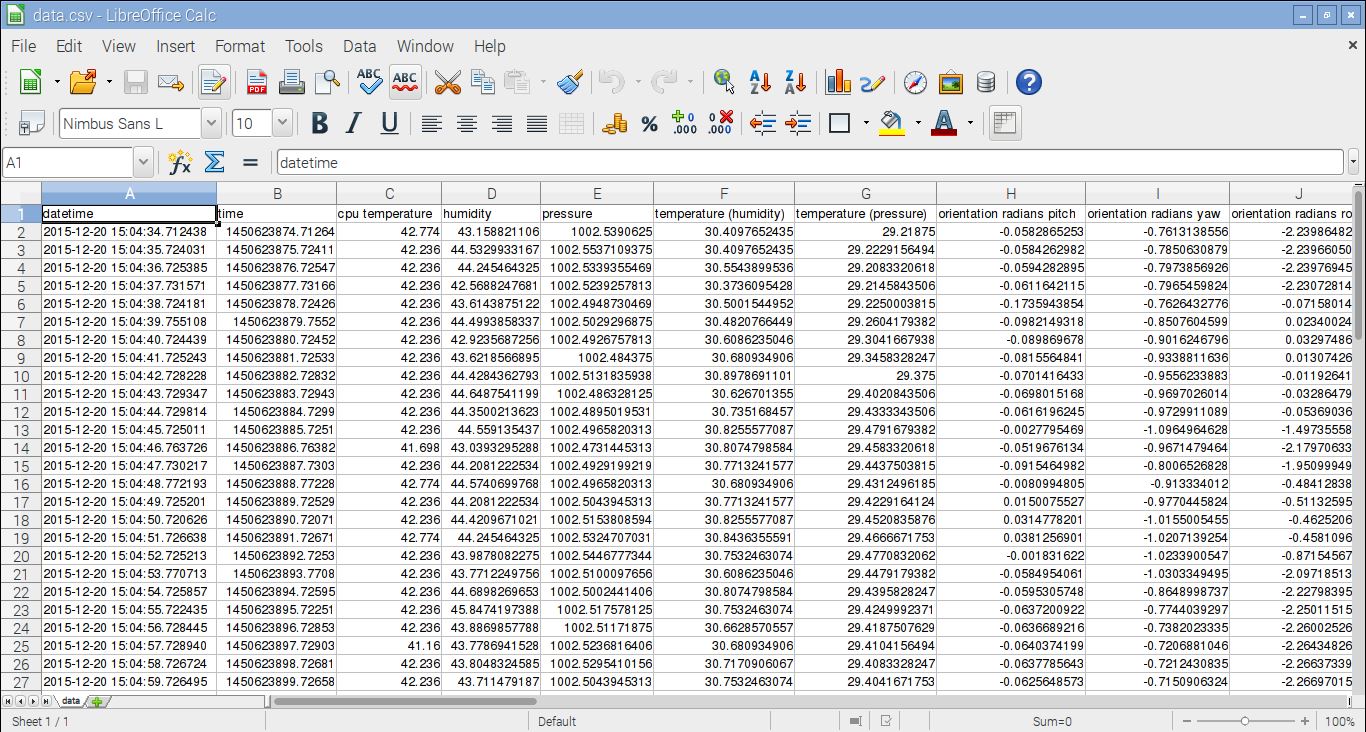 data.csv - LibreOffice Calc
File Edit View Insert Format Tools Data Window Help
PDF ABC ABC A Z Z A
Nimbus Sans L 10 B I U % .000 .000 A
A1 fx Σ = datetime
A B C D E F G H I J
1 datetime time cpu temperature humidity pressure temperature (humidity) temperature (pressure) orientation radians pitch orientation radians yaw orientation radians ro
2 2015-12-20 15:04:34.712438 1450623874.71264 42.774 43.158821106 1002.5390625 30.4097652435 29.21875 -0.0582865253 -0.7613138556 -2.23986482
3 2015-12-20 15:04:35.724031 1450623875.72411 42.236 44.5329933167 1002.5537109375 30.4097652435 29.2229156494 -0.0584262982 -0.7850630879 -2.23966050
4 2015-12-20 15:04:36.725385 1450623876.72547 42.236 44.245464325 1002.5339355469 30.5543899536 29.2083320618 -0.0594282895 -0.7973856926 -2.23976945
5 2015-12-20 15:04:37.731571 1450623877.73166 42.236 42.5688247681 1002.5239257813 30.3736095428 29.2145843506 -0.0611642115 -0.7965459824 -2.23072814
6 2015-12-20 15:04:38.724181 1450623878.72426 42.236 43.6143875122 1002.4948730469 30.5001544952 29.2250003815 -0.1735943854 -0.7626432776 -0.07158014
7 2015-12-20 15:04:39.755108 1450623879.7552 42.236 44.4993858337 1002.5029296875 30.4820766449 29.2604179382 -0.0982149318 -0.8507604599 0.02340024
8 2015-12-20 15:04:40.724439 1450623880.72452 42.236 42.9235687256 1002.4926757813 30.6086235046 29.3041667938 -0.089869678 -0.9016246796 0.03297486
9 2015-12-20 15:04:41.725243 1450623881.72533 42.236 43.6218566895 1002.484375 30.680934906 29.3458328247 -0.0815564841 -0.9338811636 0.01307426
10 2015-12-20 15:04:42.728228 1450623882.72832 42.236 44.4284362793 1002.5131835938 30.8978691101 29.375 -0.0701416433 -0.9556233883 -0.01192641
11 2015-12-20 15:04:43.729347 1450623883.72943 42.236 44.6487541199 1002.486328125 30.626701355 29.4020843506 -0.0698015168 -0.9697026014 -0.03286479
12 2015-12-20 15:04:44.729814 1450623884.7299 42.236 44.3500213623 1002.4895019531 30.735168457 29.4333343506 -0.0616196245 -0.9729911089 -0.05369036
13 2015-12-20 15:04:45.725011 1450623885.7251 42.236 44.559135437 1002.4965820313 30.8255577087 29.4791679382 -0.0027795469 -1.0964964628 -1.49735558
14 2015-12-20 15:04:46.763726 1450623886.76382 41.698 43.0393295288 1002.4731445313 30.8074798584 29.4583320618 -0.0519676134 -0.9671479464 -2.17970633
15 2015-12-20 15:04:47.730217 1450623887.7303 42.236 44.2081222534 1002.4929199219 30.7713241577 29.4437503815 -0.0915464982 -0.8006526828 -1.95099949
16 2015-12-20 15:04:48.772193 1450623888.77228 42.774 44.5740699768 1002.4965820313 30.680934906 29.4312496185 -0.0080994805 -0.913334012 -0.48412838
17 2015-12-20 15:04:49.725201 1450623889.72529 42.236 44.2081222534 1002.5043945313 30.7713241577 29.4229164124 0.0150075527 -0.9770445824 -0.51132595
18 2015-12-20 15:04:50.720626 1450623890.72071 42.236 44.4209671021 1002.5153808594 30.8255577087 29.4520835876 0.0314778201 -1.0155005455 -0.4625206
19 2015-12-20 15:04:51.726638 1450623891.72671 42.774 44.245464325 1002.5324707031 30.8436355591 29.4666671753 0.0381256901 -1.0207139254 -0.4581096
20 2015-12-20 15:04:52.725213 1450623892.7253 42.236 43.9878082275 1002.5446777344 30.7532463074 29.4770832062 -0.001831622 -1.0233900547 -0.87154567
21 2015-12-20 15:04:53.770713 1450623893.7708 42.236 43.7712249756 1002.5100097656 30.6086235046 29.4479179382 -0.0584954061 -1.0304349495 -2.09718513
22 2015-12-20 15:04:54.725857 1450623894.72595 42.236 44.6898269653 1002.5002441406 30.8074798584 29.4395828247 -0.0595305748 -0.8648998737 -2.22798395
23 2015-12-20 15:04:55.722435 1450623895.72251 42.236 45.8474197388 1002.517578125 30.7532463074 29.4249992371 -0.0637200922 -0.7744039297 -2.25011515
24 2015-12-20 15:04:56.728445 1450623896.72853 42.236 43.8869857788 1002.51171875 30.6628570557 29.4187507629 -0.0636689216 -0.7382023335 -2.26002526
25 2015-12-20 15:04:57.728940 1450623897.72903 41.16 43.7786941528 1002.5236816406 30.680934906 29.4104156494 -0.0640374199 -0.7206881046 -2.26434826
26 2015-12-20 15:04:58.726724 1450623898.72681 42.236 43.8048324585 1002.5295410156 30.7170906067 29.4083328247 -0.0637785643 -0.7212430835 -2.26637339
27 2015-12-20 15:04:59.726495 1450623899.72658 42.236 43.711479187 1002.5043945313 30.7532463074 29.4041671753 -0.0625648573 -0.7150906324 -2.26697015
data
Sheet 1 / 1 Default Sum=0 100%